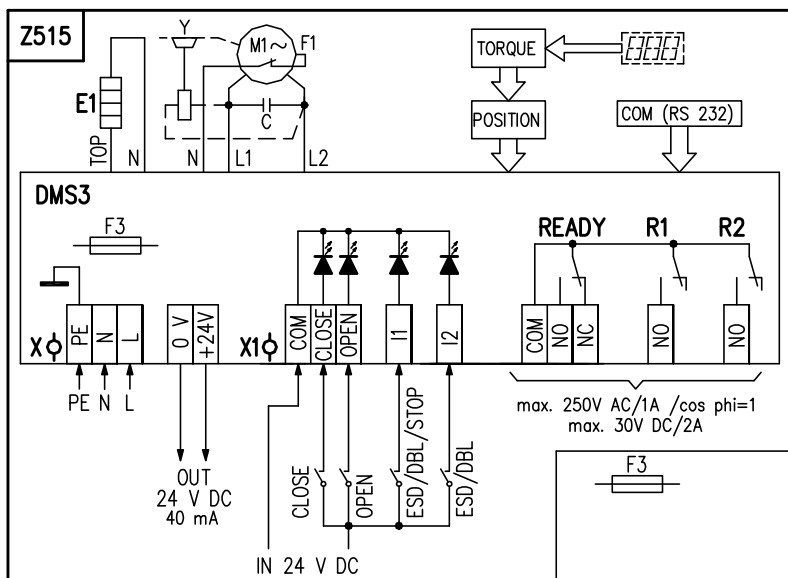 Z515
Y
M1 ~
F1
TORQUE
8.8.8.
E1
C
POSITION
COM (RS 232)
TOP
N
N
L1
L2
DMS3
F3
READY
R1
R2
X
PE
N
L
0 V
+24V
X1
COM
CLOSE
OPEN
I1
I2
COM
NO
NC
NO
NO
PE N L
max. 250V AC/1A /cos phi=1
max. 30V DC/2A
OUT
24 V DC
40 mA
CLOSE
OPEN
ESD/DBL/STOP
ESD/DBL
F3
IN 24 V DC